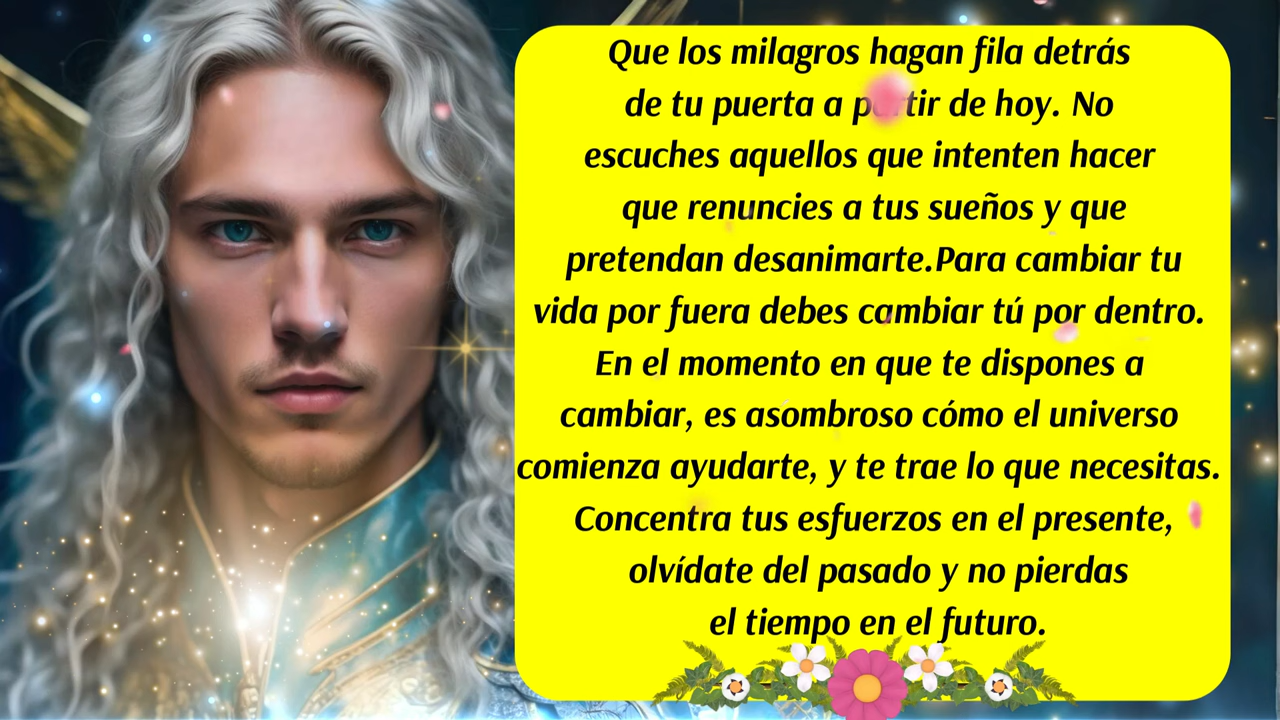 Que los milagros hagan fila detrás
de tu puerta a partir de hoy. No
escuches aquellos que intenten hacer
que renuncies a tus sueños y que
pretendan desanimarte.Para cambiar tu
vida por fuera debes cambiar tú por dentro.
En el momento en que te dispones a
cambiar, es asombroso cómo el universo
comienza ayudarte, y te trae lo que necesitas.
Concentra tus esfuerzos en el presente,
olvídate del pasado y no pierdas
el tiempo en el futuro.